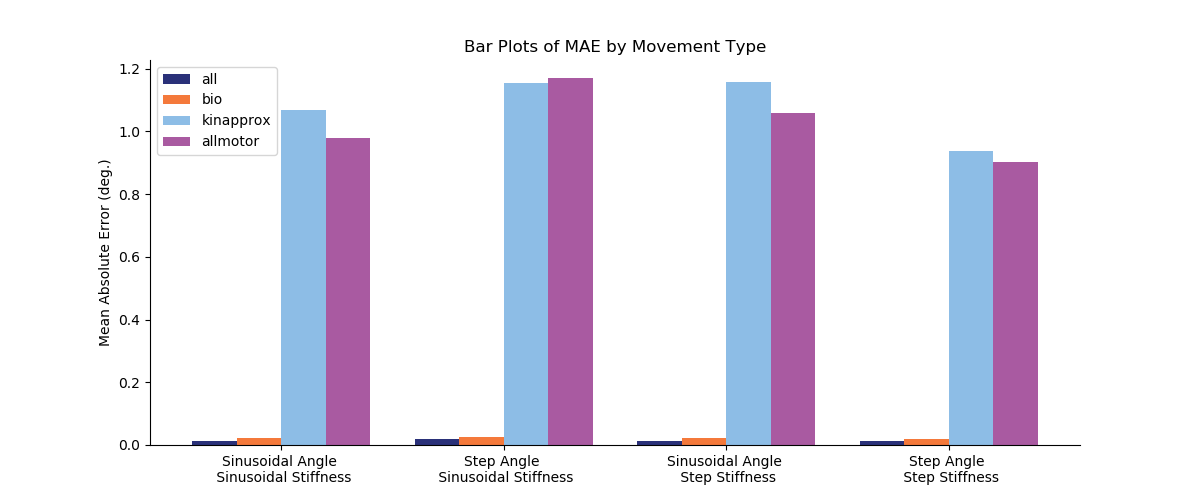 Bar Plots of MAE by Movement Type
all
bio
kinapprox
allmotor
Mean Absolute Error (deg.)
1.2
1.0
0.8
0.6
0.4
0.2
0.0
Sinusoidal Angle
Sinusoidal Stiffness
Step Angle
Sinusoidal Stiffness
Sinusoidal Angle
Step Stiffness
Step Angle
Step Stiffness